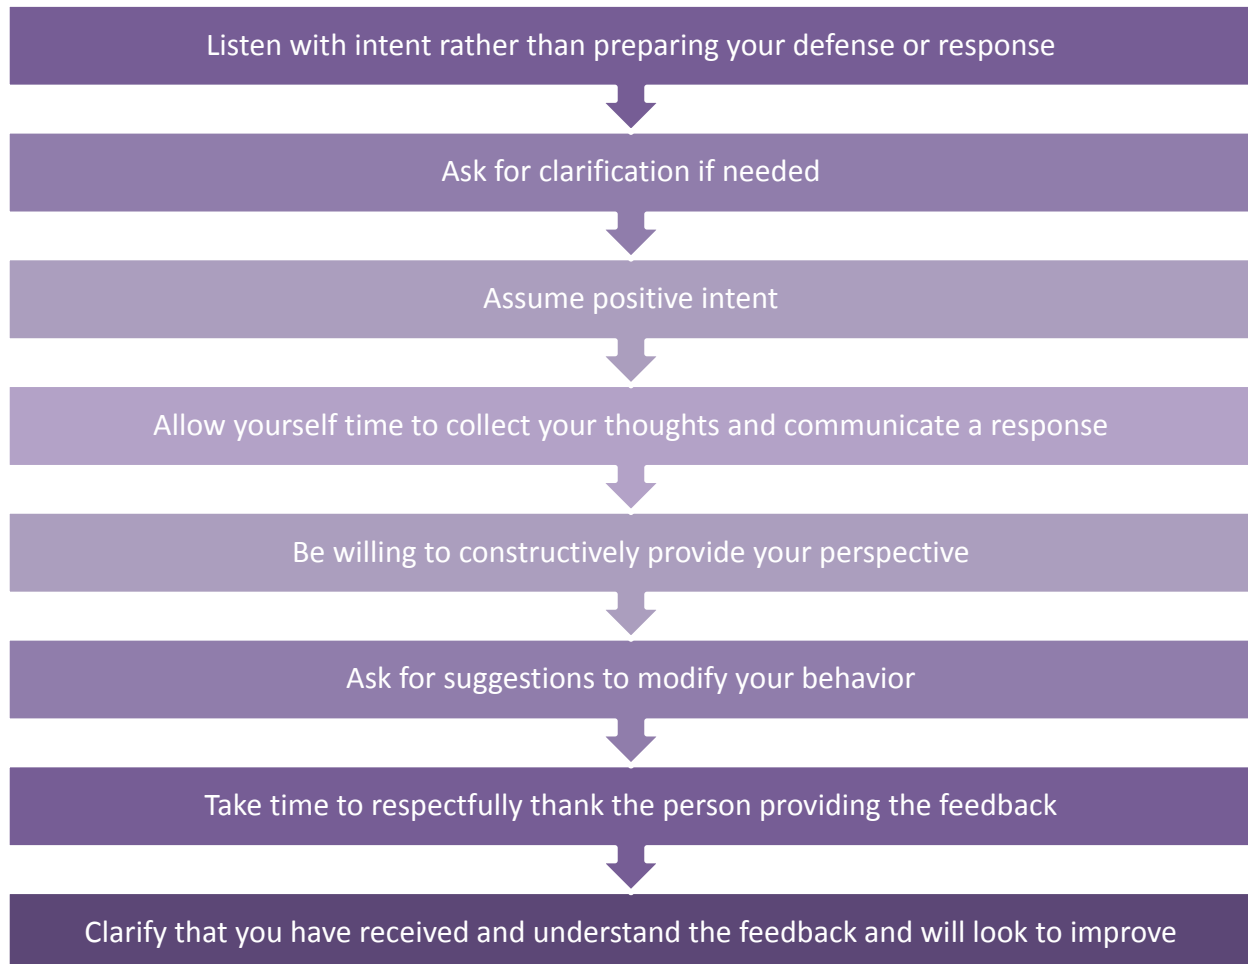 Listen with intent rather than preparing your defense or response
Ask for clarification if needed
Assume positive intent
Allow yourself time to collect your thoughts and communicate a response
Be willing to constructively provide your perspective
Ask for suggestions to modify your behavior
Take time to respectfully thank the person providing the feedback
Clarify that you have received and understand the feedback and will look to improve